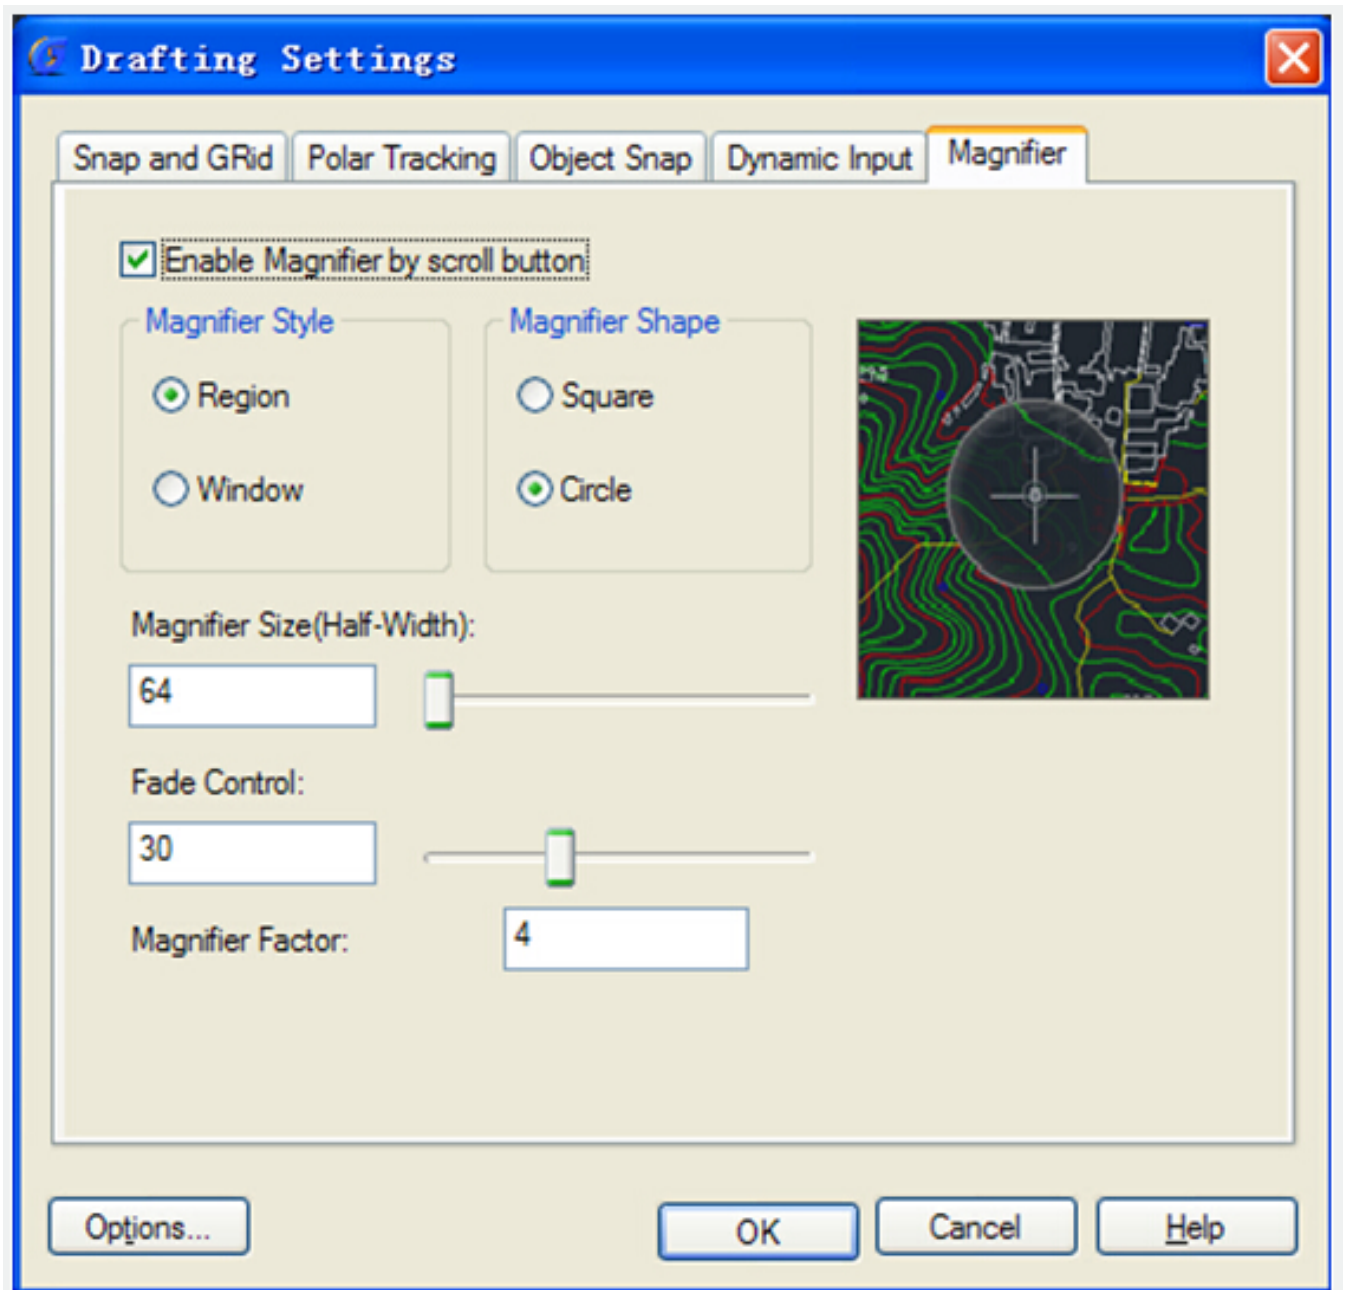 Drafting Settings
Snap and GRid Polar Tracking Object Snap Dynamic Input Magnifier
Enable Magnifier by scroll button
Magnifier Style Magnifier Shape
Region Square
Window Circle
Magnifier Size(Half-Width):
64
Fade Control:
30
Magnifier Factor: 4
Options... OK Cancel Help